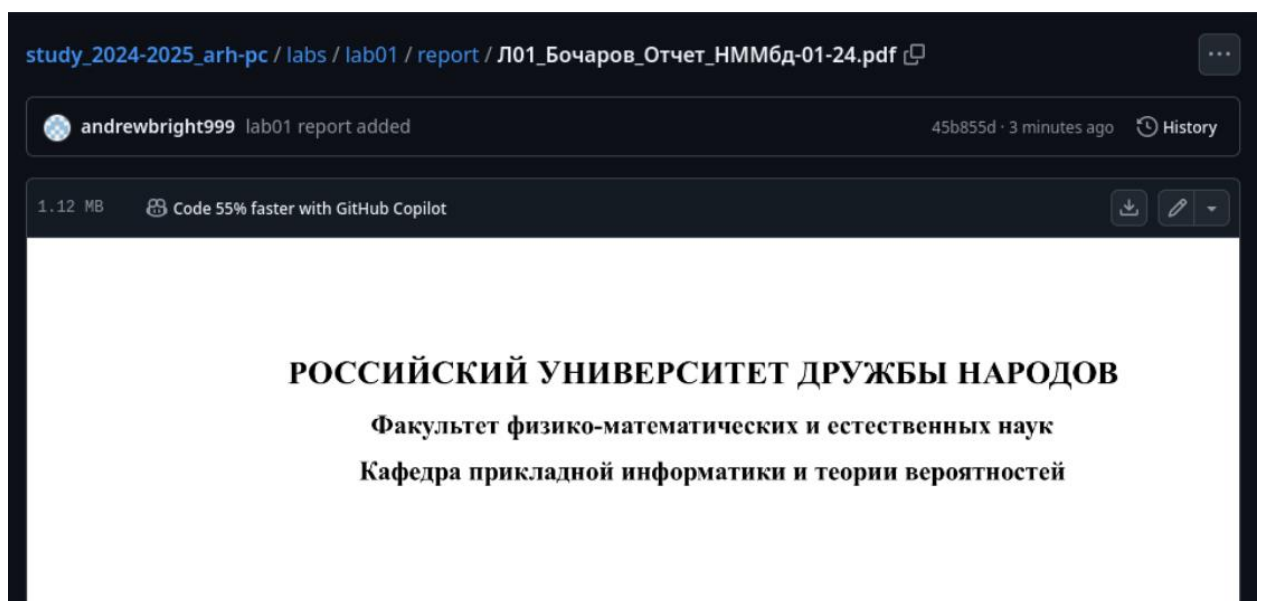 study_2024-2025_arh-pc / labs / lab01 / report / Л01_Бочаров_Отчет_НММбд-01-24.pdf
andrewbright999 lab01 report added 45b855d · 3 minutes ago History
1.12 MB Code 55% faster with GitHub Copilot
РОССИЙСКИЙ УНИВЕРСИТЕТ ДРУЖБЫ НАРОДОВ
Факультет физико-математических и естественных наук
Кафедра прикладной информатики и теории вероятностей